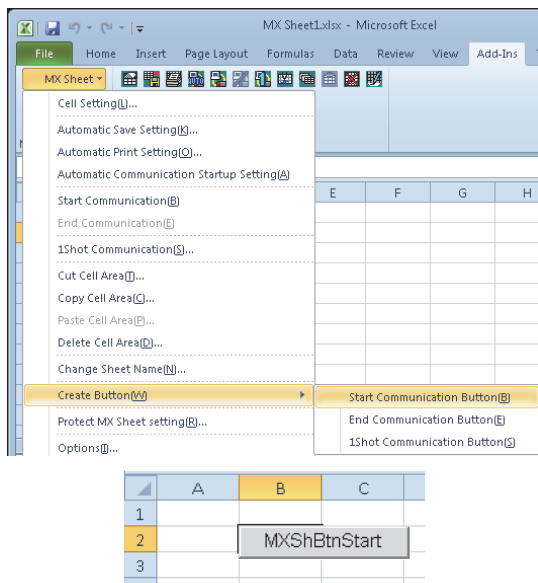 MX Sheet1.xlsx - Microsoft Excel
File Home Insert Page Layout Formulas Data Review View Add-Ins
MX Sheet
Cell Setting(L)...
Automatic Save Setting(K)...
Automatic Print Setting(O)...
Automatic Communication Startup Setting(A)
Start Communication(B)
End Communication(E)
1Shot Communication(S)...
Cut Cell Area(T)...
Copy Cell Area(C)...
Paste Cell Area(P)...
Delete Cell Area(D)...
Change Sheet Name(N)...
Create Button(W)
Protect MX Sheet setting(R)...
Options(I)...
E F G H
Start Communication Button(B)
End Communication Button(E)
1Shot Communication Button(S)
A B C
1
2 MXShBtnStart
3